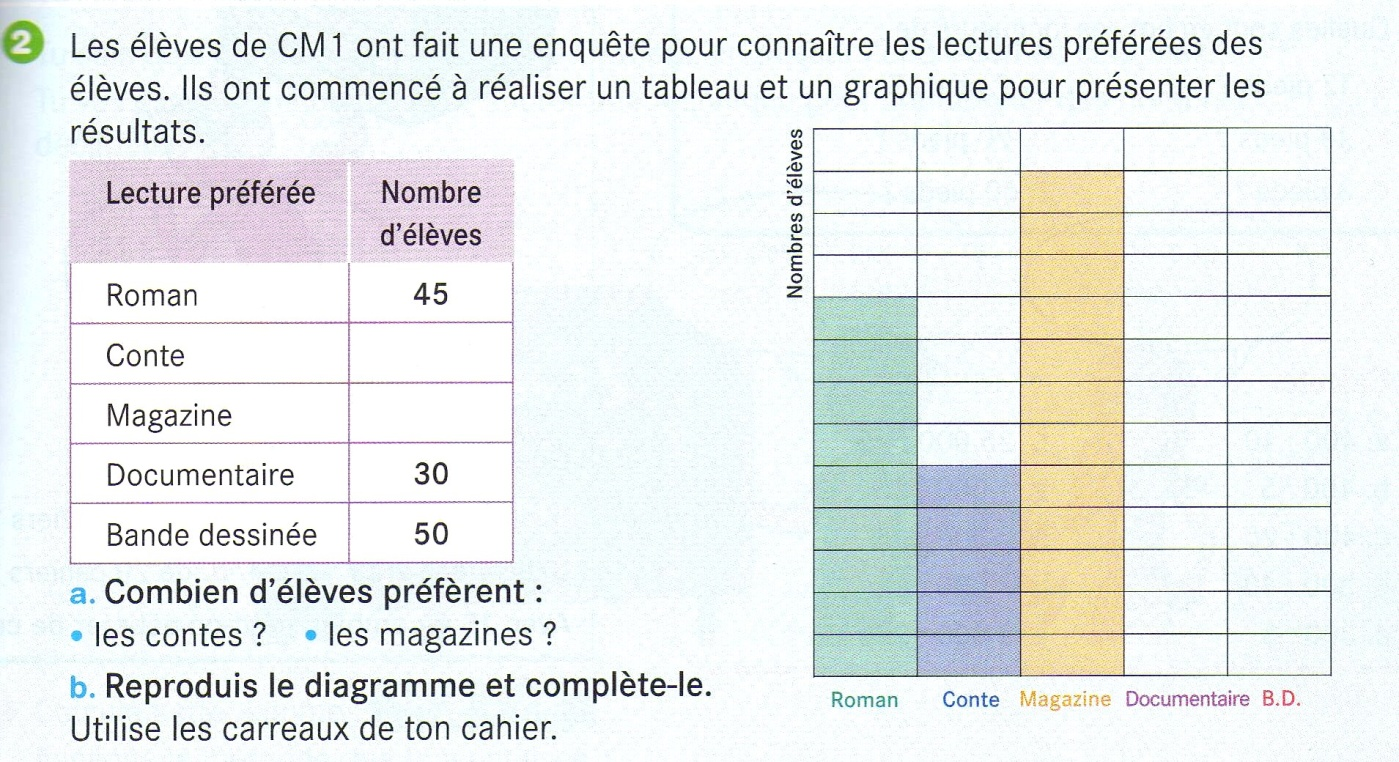 2 Les élèves de CM1 ont fait une enquête pour connaître les lectures préférées des
élèves. Ils ont commencé à réaliser un tableau et un graphique pour présenter les
résultats.
Lecture préférée Nombre
d'élèves
Roman 45
Conte
Magazine
Documentaire 30
Bande dessinée 50
a. Combien d'élèves préfèrent :
• les contes ? • les magazines ?
b. Reproduis le diagramme et complète-le.
Utilise les carreaux de ton cahier.
Nombres d'élèves
Roman Conte Magazine Documentaire B.D.